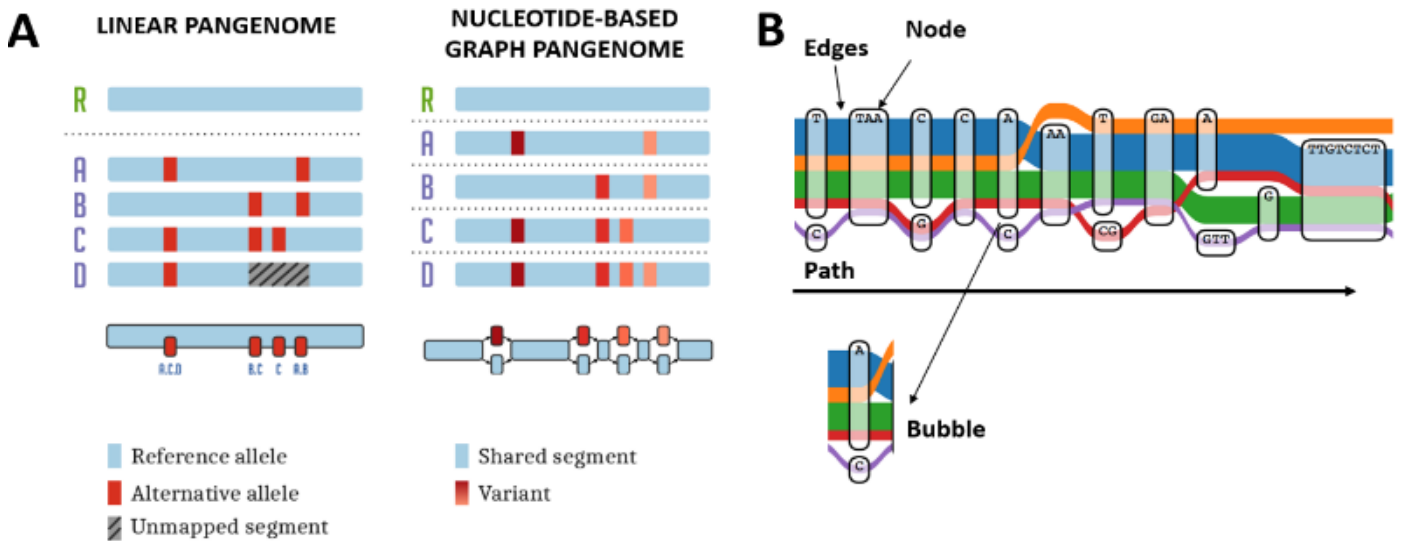 A
LINEAR PANGENOME
R
A
B
C
D
A.C.D
B.C
C
A.B
Reference allele
Alternative allele
Unmapped segment
NUCLEOTIDE-BASED
GRAPH PANGENOME
R
A
B
C
D
Shared segment
Variant
B
Edges
Node
T
TAA
C
C
A
AA
T
GA
A
TTGTCTCT
C
G
C
CG
GTT
G
Path
A
C
Bubble